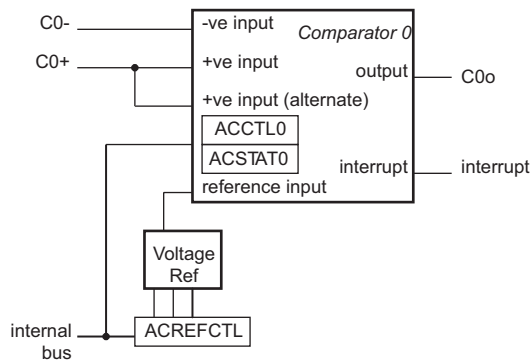 C0-
-ve input
Comparator 0
C0+
+ve input
output
C0o
+ve input (alternate)
ACCTL0
ACSTAT0
interrupt
interrupt
reference input
Voltage
Ref
internal
bus
ACREFCTL